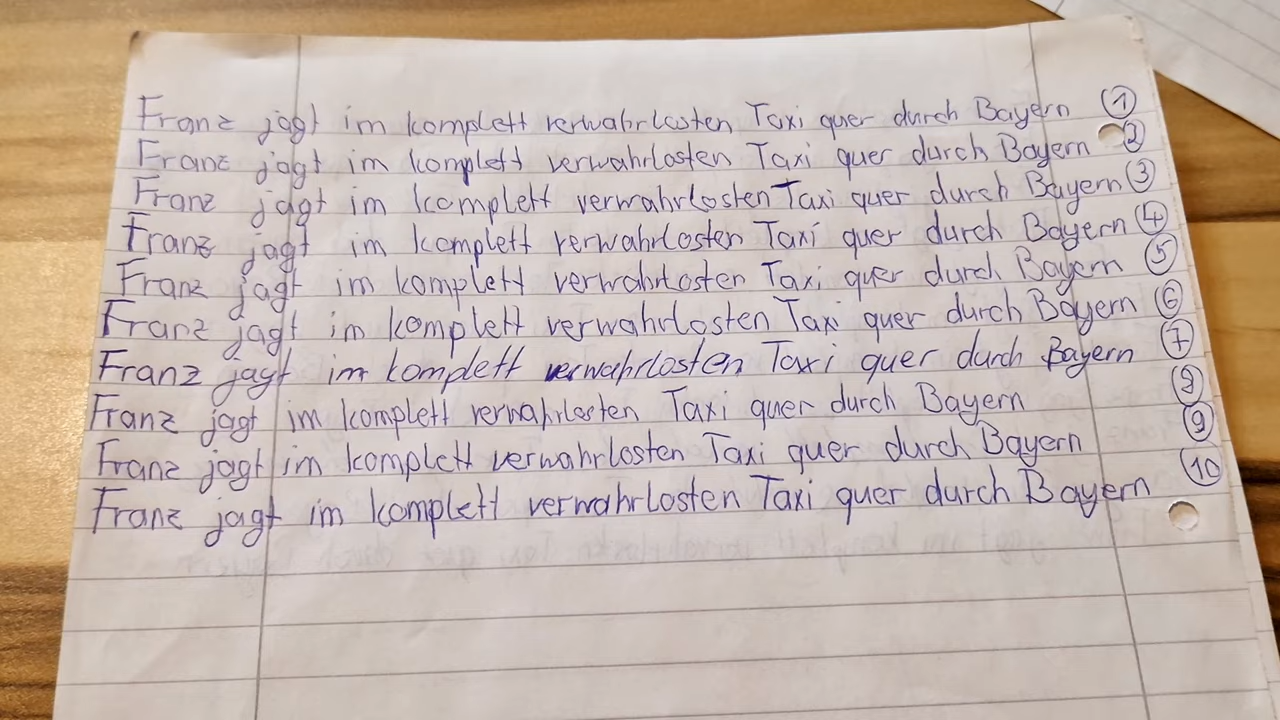 Franz jagt im komplett verwahrlosten Taxi quer durch Bayern 1
Franz jagt im komplett verwahrlosten Taxi quer durch Bayern 2
Franz jagt im komplett verwahrlosten Taxi quer durch Bayern 3
Franz jagt im komplett verwahrlosten Taxi quer durch Bayern 4
Franz jagt im komplett verwahrlosten Taxi quer durch Bayern 5
Franz jagt im komplett verwahrlosten Taxi quer durch Bayern 6
Franz jagt im komplett verwahrlosten Taxi quer durch Bayern 7
Franz jagt im komplett verwahrlosten Taxi quer durch Bayern 8
Franz jagt im komplett verwahrlosten Taxi quer durch Bayern 9
Franz jagt im komplett verwahrlosten Taxi quer durch Bayern 10